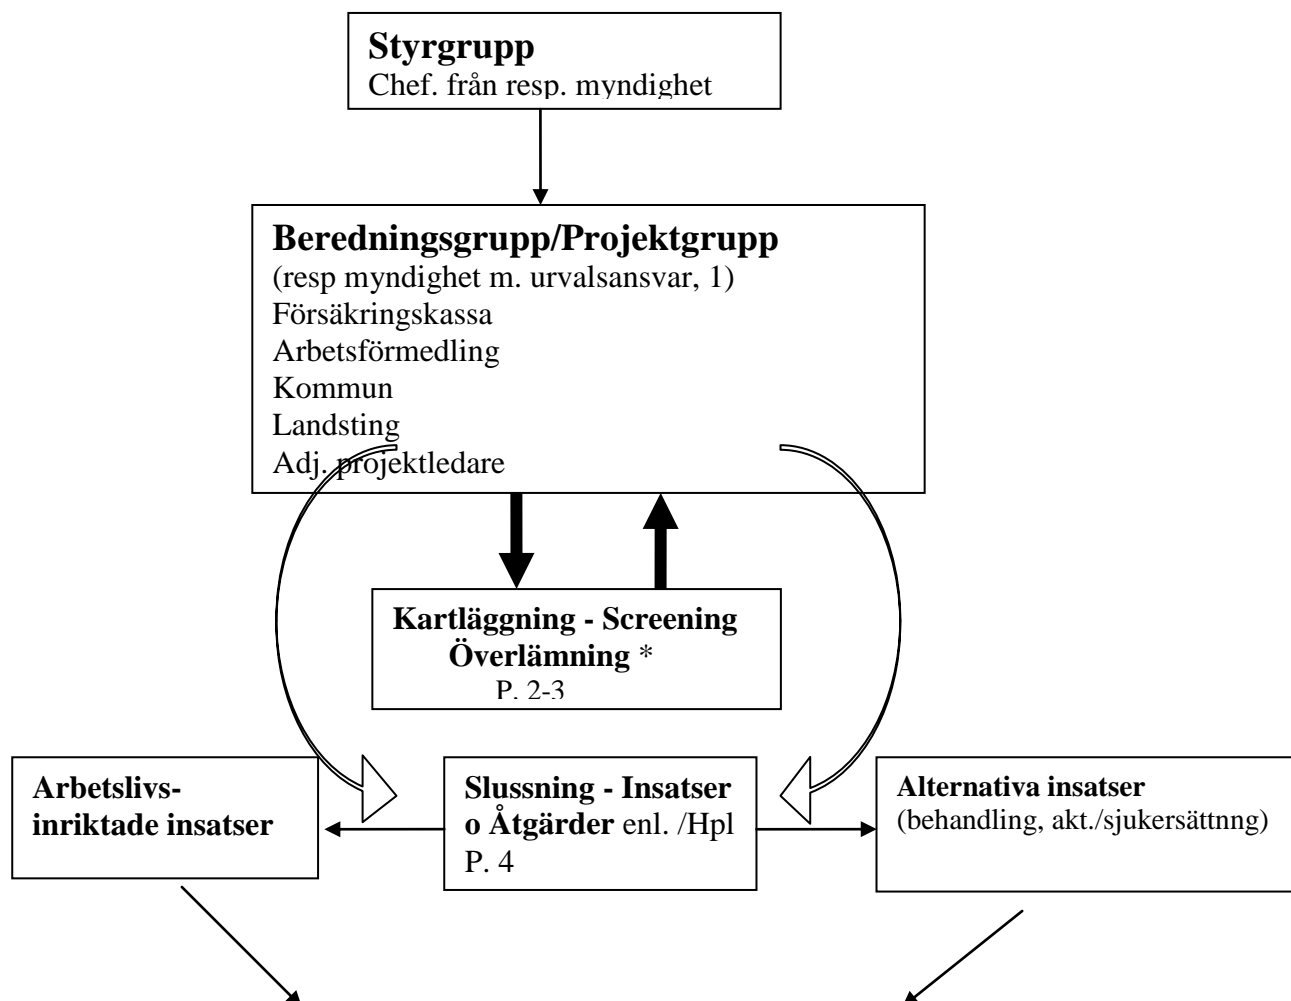 Styrgrupp
Chef. från resp. myndighet
Beredningsgrupp/Projektgrupp
(resp myndighet m. urvalsansvar, 1)
Försäkringskassa
Arbetsförmedling
Kommun
Landsting
Adj. projektledare
Kartläggning - Screening
Överlämning *
P. 2-3
Arbetslivs-
inriktade insatser
Slussning - Insatser
o Åtgärder enl. /Hpl
P. 4
Alternativa insatser
(behandling, akt./sjukersättnng)